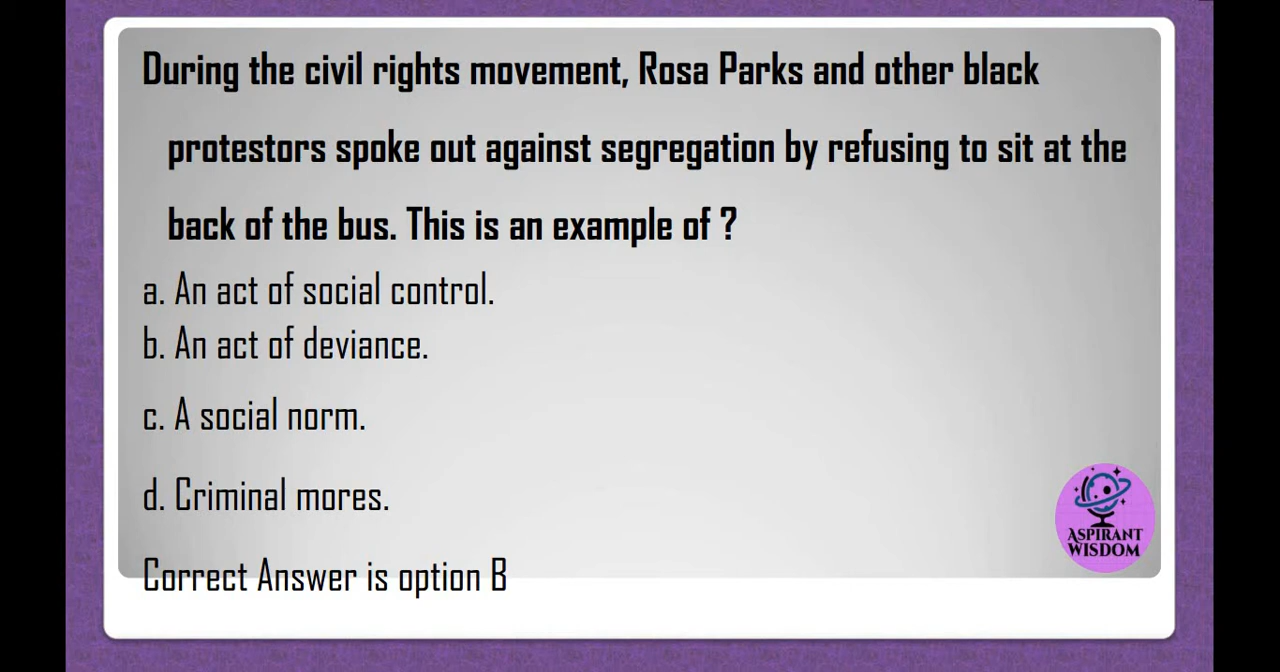 During the civil rights movement, Rosa Parks and other black
protestors spoke out against segregation by refusing to sit at the
back of the bus. This is an example of ?
a. An act of social control.
b. An act of deviance.
c. A social norm.
d. Criminal mores.
Correct Answer is option B
ASPIRANT
WISDOM